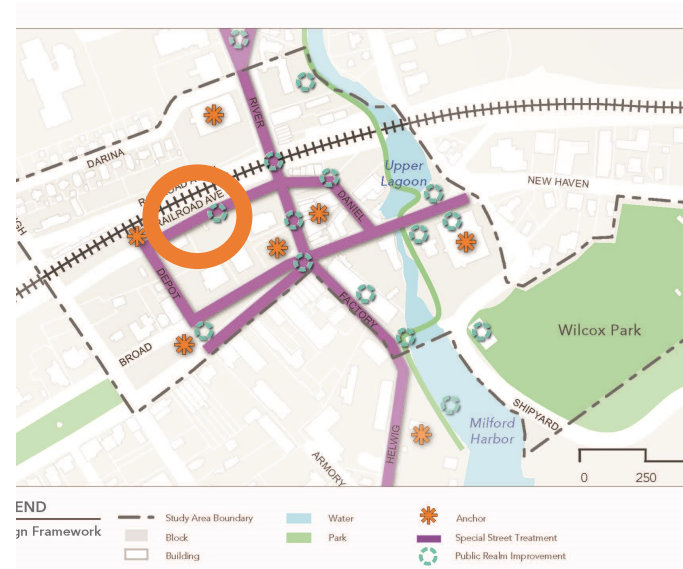 RIVER
DARINA
RAILROAD AVE
Upper
Lagoon
NEW HAVEN
DANIEL
DEPOT
FACTORY
BROAD
Wilcox Park
SHIPYARD
Milford
Harbor
HELWIG
ARMORY
0 250
END
gn Framework
Study Area Boundary
Block
Building
Water
Park
Anchor
Special Street Treatment
Public Realm Improvement